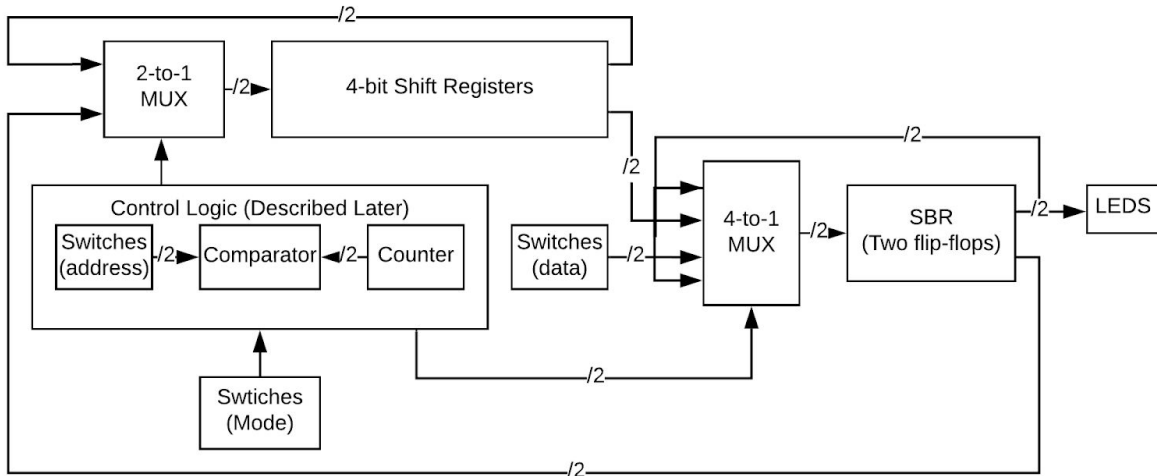 /2
2-to-1
MUX
/2
4-bit Shift Registers
/2
/2
Control Logic (Described Later)
Switches
(address)
/2
Comparator
/2
Counter
Switches
(data)
/2
4-to-1
MUX
/2
SBR
(Two flip-flops)
/2
LEDS
Swtiches
(Mode)
/2
/2